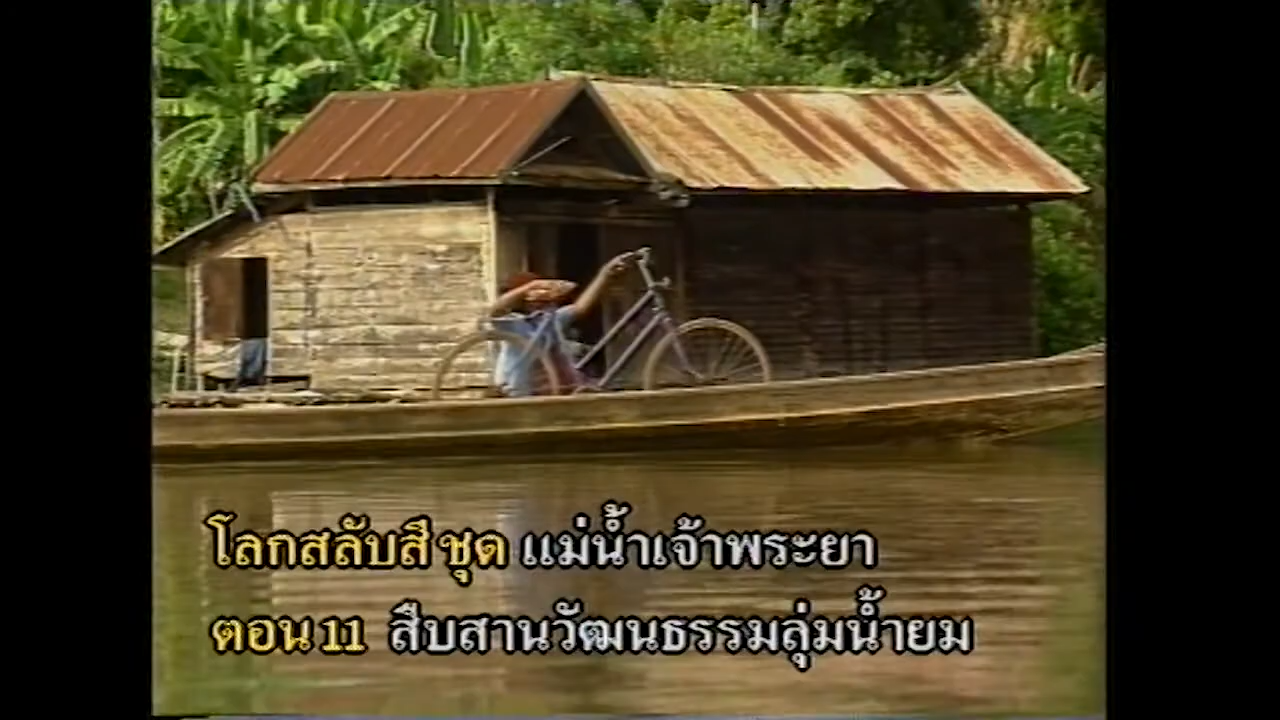 โลกสลับสี ชุด แม่น้ำเจ้าพระยา
ตอน 11 สืบสานวัฒนธรรมลุ่มน้ำยม